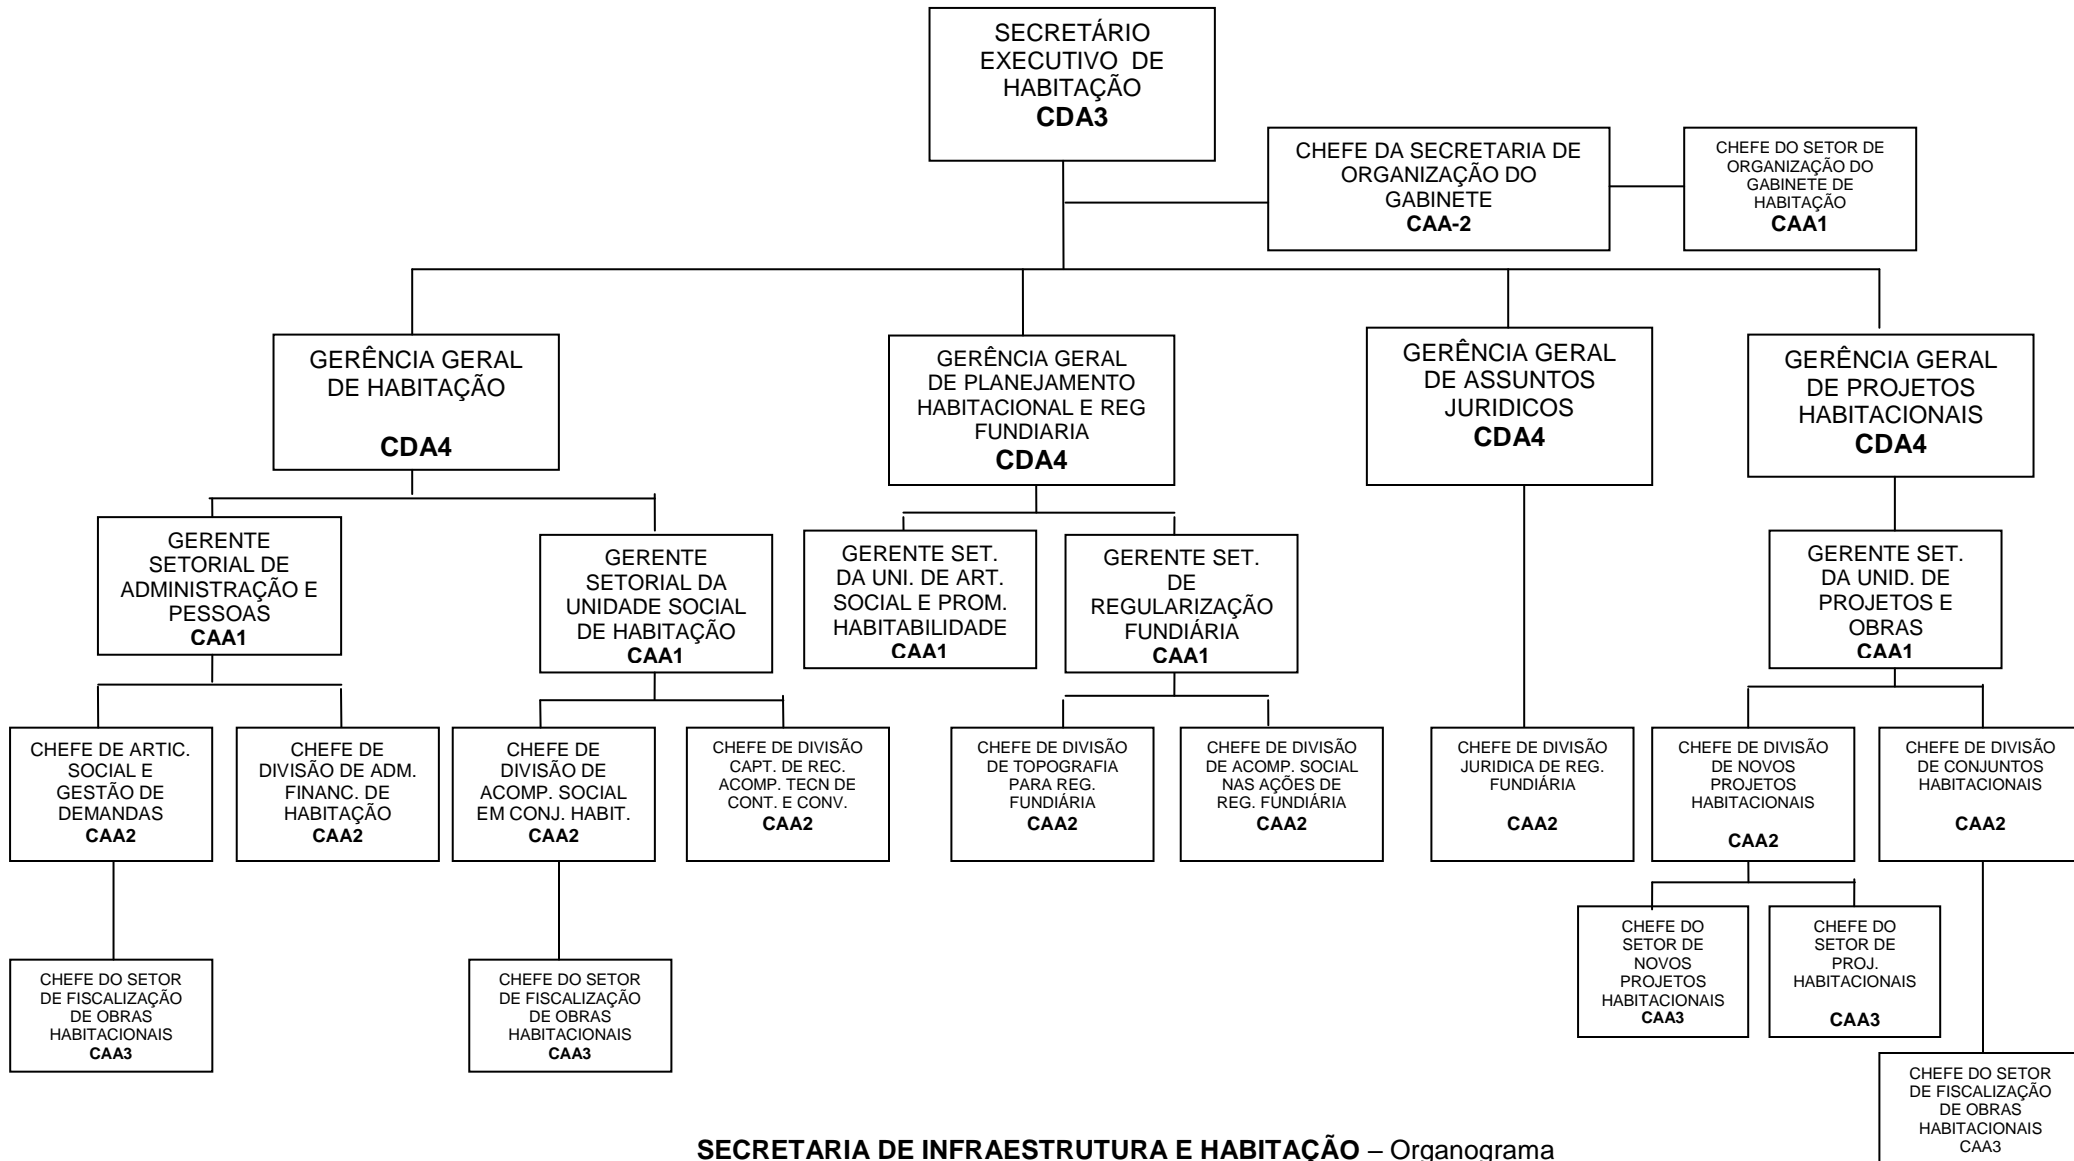 SECRETÁRIO
EXECUTIVO DE
HABITAÇÃO
CDA3
CHEFE DA SECRETARIA DE
ORGANIZAÇÃO DO
GABINETE
CAA-2
CHEFE DO SETOR DE
ORGANIZAÇÃO DO
GABINETE DE
HABITAÇÃO
CAA1
GERÊNCIA GERAL
DE HABITAÇÃO
CDA4
GERÊNCIA GERAL
DE PLANEJAMENTO
HABITACIONAL E REG
FUNDIARIA
CDA4
GERÊNCIA GERAL
DE ASSUNTOS
JURIDICOS
CDA4
GERÊNCIA GERAL
DE PROJETOS
HABITACIONAIS
CDA4
GERENTE
SETORIAL DE
ADMINISTRAÇÃO E
PESSOAS
CAA1
GERENTE
SETORIAL DA
UNIDADE SOCIAL
DE HABITAÇÃO
CAA1
GERENTE SET.
DA UNI. DE ART.
SOCIAL E PROM.
HABITABILIDADE
CAA1
GERENTE SET.
DE
REGULARIZAÇÃO
FUNDIÁRIA
CAA1
GERENTE SET.
DA UNID. DE
PROJETOS E
OBRAS
CAA1
CHEFE DE ARTIC.
SOCIAL E
GESTÃO DE
DEMANDAS
CAA2
CHEFE DE
DIVISÃO DE ADM.
FINANC. DE
HABITAÇÃO
CAA2
CHEFE DE
DIVISÃO DE
ACOMP. SOCIAL
EM CONJ. HABIT.
CAA2
CHEFE DE DIVISÃO
CAPT. DE REC.
ACOMP. TECN DE
CONT. E CONV.
CAA2
CHEFE DE DIVISÃO
DE TOPOGRAFIA
PARA REG.
FUNDIÁRIA
CAA2
CHEFE DE DIVISÃO
DE ACOMP. SOCIAL
NAS AÇÕES DE
REG. FUNDIÁRIA
CAA2
CHEFE DE DIVISÃO
JURIDICA DE REG.
FUNDIÁRIA
CAA2
CHEFE DE DIVISÃO
DE NOVOS
PROJETOS
HABITACIONAIS
CAA2
CHEFE DE DIVISÃO
DE CONJUNTOS
HABITACIONAIS
CAA2
CHEFE DO SETOR
DE FISCALIZAÇÃO
DE OBRAS
HABITACIONAIS
CAA3
CHEFE DO SETOR
DE FISCALIZAÇÃO
DE OBRAS
HABITACIONAIS
CAA3
CHEFE DO
SETOR DE
NOVOS
PROJETOS
HABITACIONAIS
CAA3
CHEFE DO
SETOR DE
PROJ.
HABITACIONAIS
CAA3
CHEFE DO SETOR
DE FISCALIZAÇÃO
DE OBRAS
HABITACIONAIS
CAA3
SECRETARIA DE INFRAESTRUTURA E HABITAÇÃO – Organograma